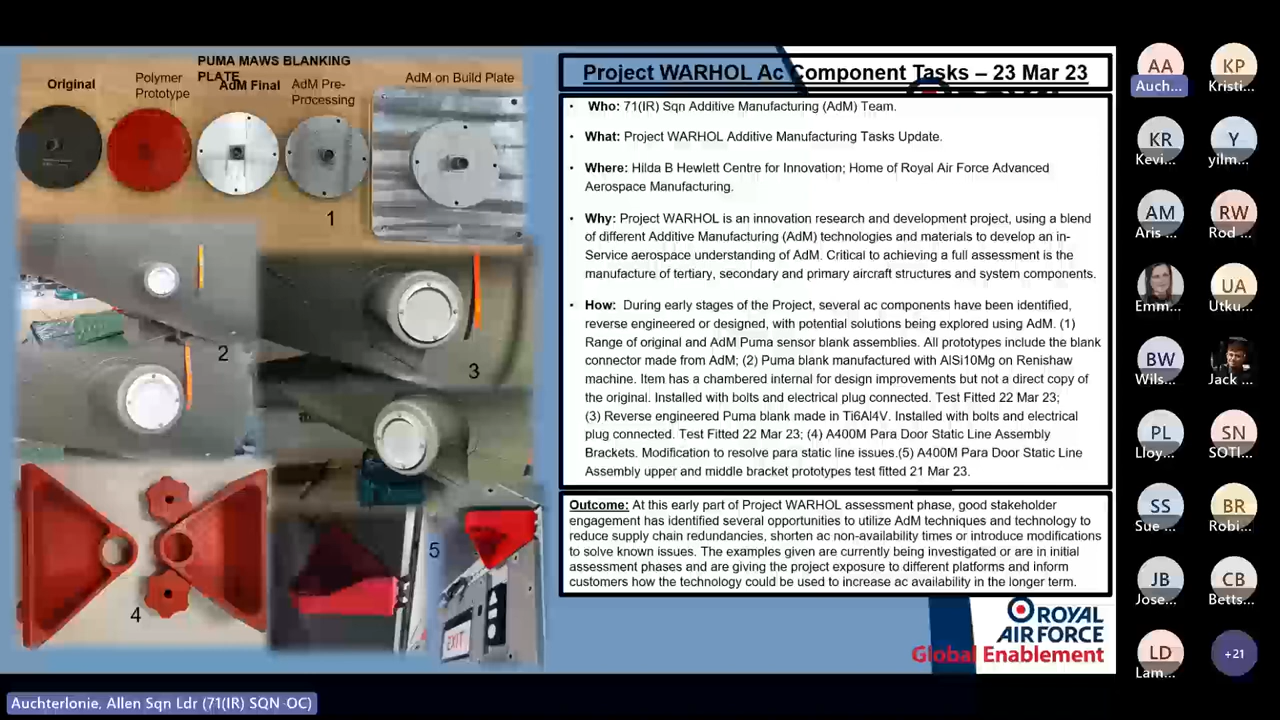 PUMA MAWS BLANKING
PLATE
Original
Polymer
Prototype
AdM Final
AdM Pre-
Processing
AdM on Build Plate
1
2
3
4
5
EXIT
Project WARHOL Ac Component Tasks – 23 Mar 23
• Who: 71(IR) Sqn Additive Manufacturing (AdM) Team.
• What: Project WARHOL Additive Manufacturing Tasks Update.
• Where: Hilda B Hewlett Centre for Innovation; Home of Royal Air Force Advanced
Aerospace Manufacturing.
• Why: Project WARHOL is an innovation research and development project, using a blend
of different Additive Manufacturing (AdM) technologies and materials to develop an in-
Service aerospace understanding of AdM. Critical to achieving a full assessment is the
manufacture of tertiary, secondary and primary aircraft structures and system components.
• How: During early stages of the Project, several ac components have been identified,
reverse engineered or designed, with potential solutions being explored using AdM. (1)
Range of original and AdM Puma sensor blank assemblies. All prototypes include the blank
connector made from AdM; (2) Puma blank manufactured with AlSi10Mg on Renishaw
machine. Item has a chambered internal for design improvements but not a direct copy of
the original. Installed with bolts and electrical plug connected. Test Fitted 22 Mar 23;
(3) Reverse engineered Puma blank made in Ti6Al4V. Installed with bolts and electrical
plug connected. Test Fitted 22 Mar 23; (4) A400M Para Door Static Line Assembly
Brackets. Modification to resolve para static line issues.(5) A400M Para Door Static Line
Assembly upper and middle bracket prototypes test fitted 21 Mar 23.
Outcome: At this early part of Project WARHOL assessment phase, good stakeholder
engagement has identified several opportunities to utilize AdM techniques and technology to
reduce supply chain redundancies, shorten ac non-availability times or introduce modifications
to solve known issues. The examples given are currently being investigated or are in initial
assessment phases and are giving the project exposure to different platforms and inform
customers how the technology could be used to increase ac availability in the longer term.
ROYAL
AIR FORCE
Global Enablement
AA KP
Auch... Kristi...
KR Y
Kevi... yilm...
AM RW
Aris ... Rod ...
UA
Emm... Utku...
BW
Wils... Jack ...
PL SN
Lloy... SOTI...
SS BR
Sue ... Robi...
JB CB
Jose... Betts...
LD +21
Lam...
Auchterlonie, Allen Sqn Ldr (71(IR) SQN OC)